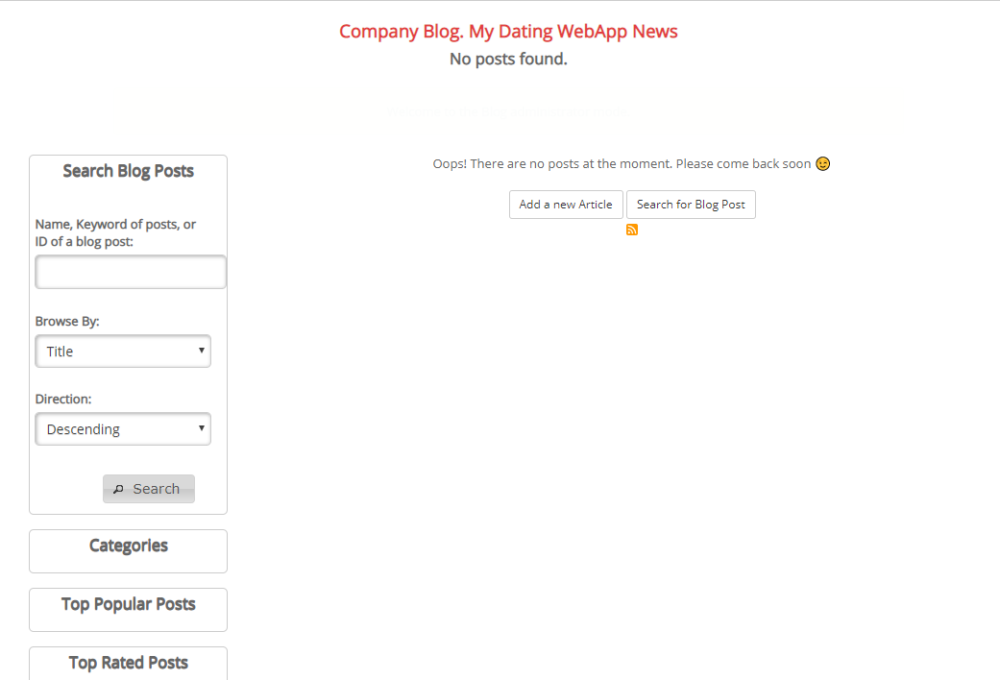 Company Blog. My Dating WebApp News
No posts found.
Search Blog Posts
Name, Keyword of posts, or
ID of a blog post:
Browse By:
Title
Direction:
Descending
Search
Categories
Top Popular Posts
Top Rated Posts
Oops! There are no posts at the moment. Please come back soon 😉
Add a new Article
Search for Blog Post